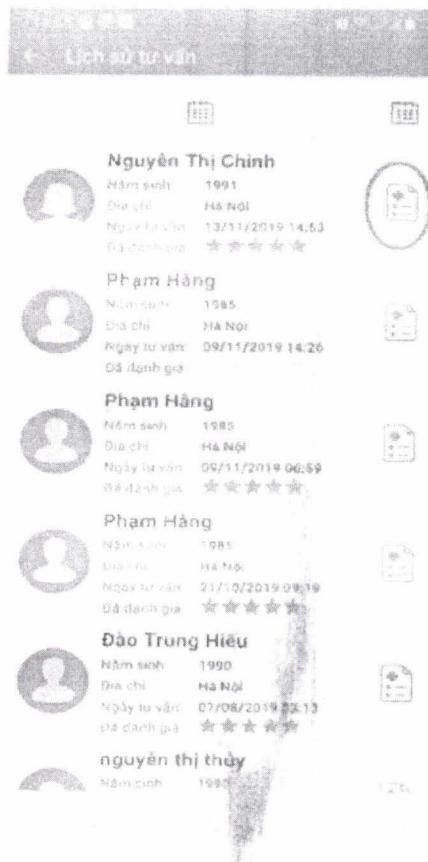 ← Lịch sử tư vấn
Nguyễn Thị Chinh
Năm sinh 1991
Địa chỉ Hà Nội
Ngày tư vấn 13/11/2019 14:53
Đã đánh giá ★★★★★
Phạm Hằng
Năm sinh 1985
Địa chỉ Hà Nội
Ngày tư vấn 09/11/2019 14:26
Đã đánh giá
Phạm Hằng
Năm sinh 1985
Địa chỉ Hà Nội
Ngày tư vấn 09/11/2019 06:59
Đã đánh giá ★★★★★
Phạm Hằng
Năm sinh 1985
Địa chỉ Hà Nội
Ngày tư vấn 21/10/2019 09:19
Đã đánh giá ★★★★★
Đào Trung Hiếu
Năm sinh 1990
Địa chỉ Hà Nội
Ngày tư vấn 07/08/2019
Đã đánh giá ★★★★★
nguyễn thị thủy
Năm sinh